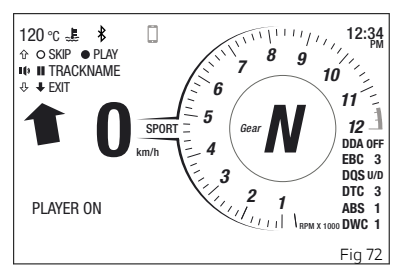 120 °C
12:34
PM
SKIP PLAY
TRACKNAME
EXIT
0
km/h
SPORT
Gear N
1
2
3
4
5
6
7
8
9
10
11
12
RPM X 1000
DDA OFF
EBC 3
DQS U/D
DTC 3
ABS 1
DWC 1
PLAYER ON
Fig 72